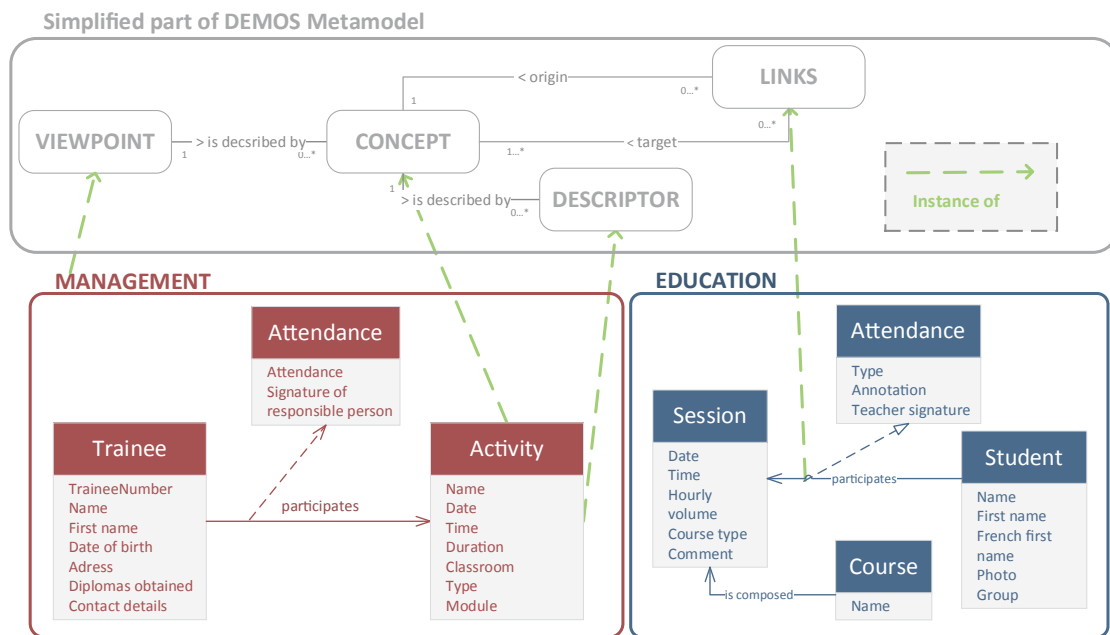 Simplified part of DEMOS Metamodel
LINKS
< origin
1
0...*
VIEWPOINT
1
> is decsribed by
0...*
CONCEPT
1...*
< target
0...*
1
> is described by
0...*
DESCRIPTOR
Instance of
MANAGEMENT
Attendance
Attendance
Signature of
responsible person
Trainee
TraineeNumber
Name
First name
Date of birth
Adress
Diplomas obtained
Contact details
participates
Activity
Name
Date
Time
Duration
Classroom
Type
Module
EDUCATION
Attendance
Type
Annotation
Teacher signature
Session
Date
Time
Hourly
volume
Course type
Comment
participates
Student
Name
First name
French first
name
Photo
Group
is composed
Course
Name